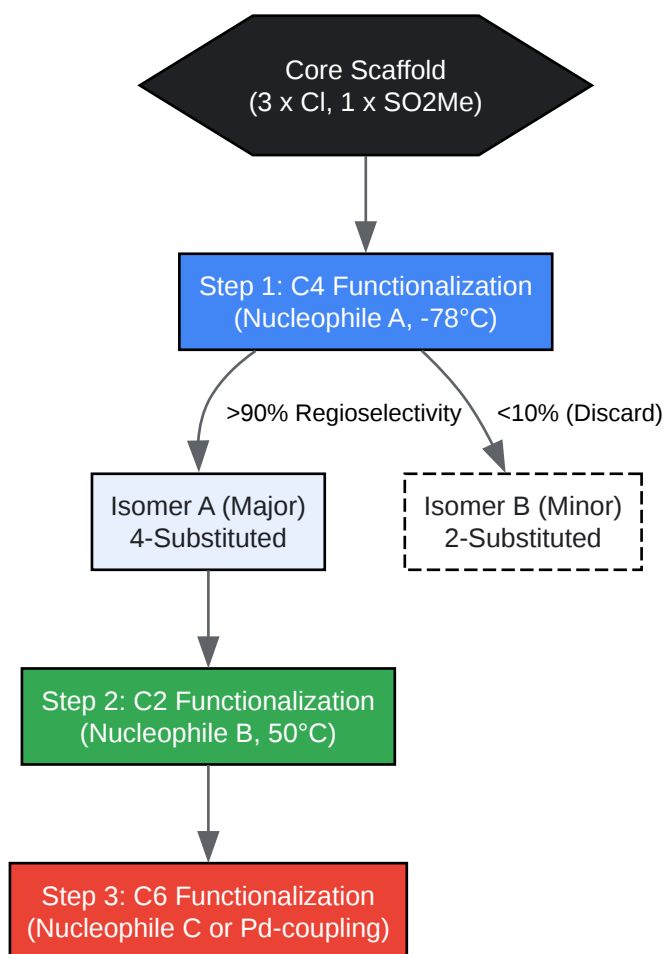 Core Scaffold
(3 x Cl, 1 x SO2Me)
Step 1: C4 Functionalization
(Nucleophile A, -78°C)
>90% Regioselectivity
<10% (Discard)
Isomer A (Major)
4-Substituted
Isomer B (Minor)
2-Substituted
Step 2: C2 Functionalization
(Nucleophile B, 50°C)
Step 3: C6 Functionalization
(Nucleophile C or Pd-coupling)